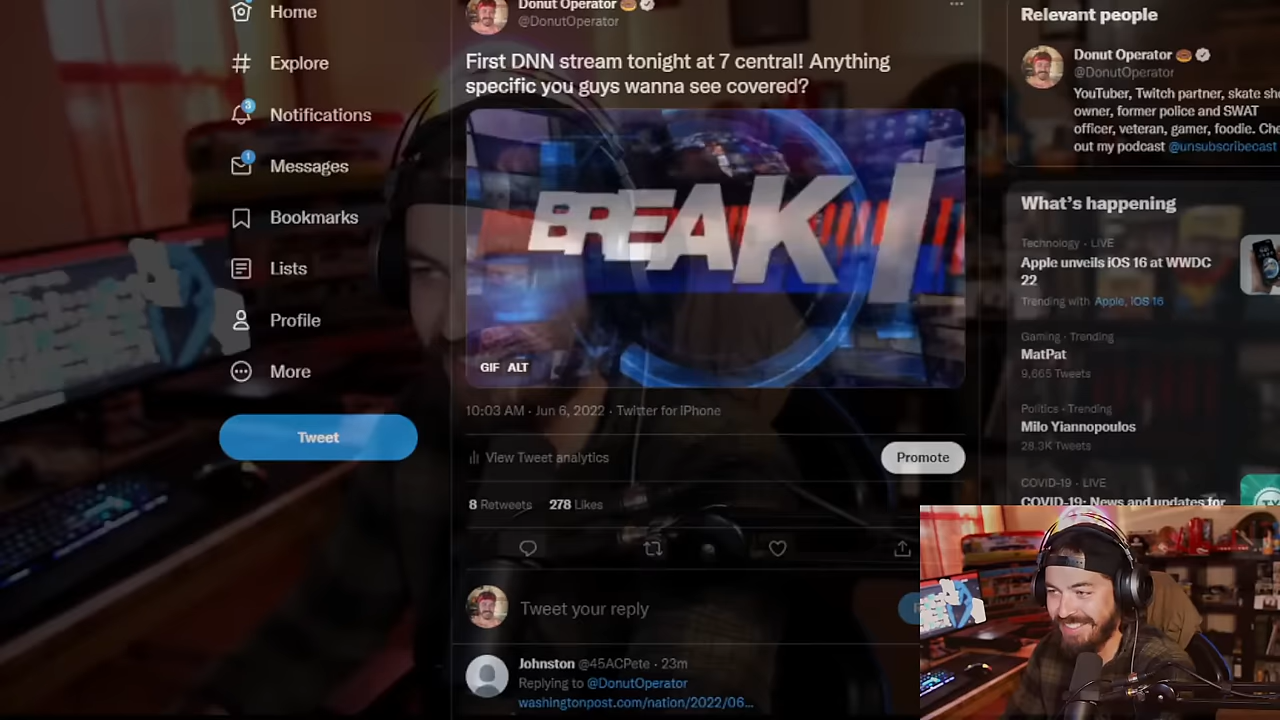 Home
Explore
3
Notifications
1
Messages
Bookmarks
Lists
Profile
More
Tweet
Donut Operator
@DonutOperator
First DNN stream tonight at 7 central! Anything
specific you guys wanna see covered?
BREAKI
GIF ALT
10:03 AM · Jun 6, 2022 · Twitter for iPhone
View Tweet analytics
Promote
8 Retweets 278 Likes
Tweet your reply
Johnston @45ACPete · 23m
Replying to @DonutOperator
washingtonpost.com/nation/2022/06...
Relevant people
Donut Operator
@DonutOperator
YouTuber, Twitch partner, skate sho
owner, former police and SWAT
officer, veteran, gamer, foodie. Che
out my podcast @unsubscribecast
What's happening
Technology · LIVE
Apple unveils iOS 16 at WWDC
22
Trending with Apple, iOS 16
Gaming · Trending
MatPat
9,665 Tweets
Politics · Trending
Milo Yiannopoulos
28.3K Tweets
COVID-19 · LIVE
COVID-19: News and updates for